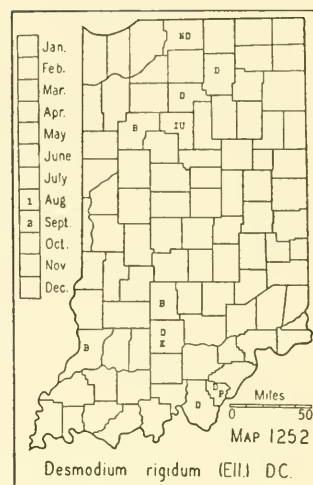 Jan.
Feb.
Mar.
Apr.
May
June
July
1 Aug
2 Sept.
Oct.
Nov
Dec.
ND
D
D
B
IU
B
D
K
B
D
P
D
Miles
0 50
MAP 1252
Desmodium rigidum (Ell.) DC.